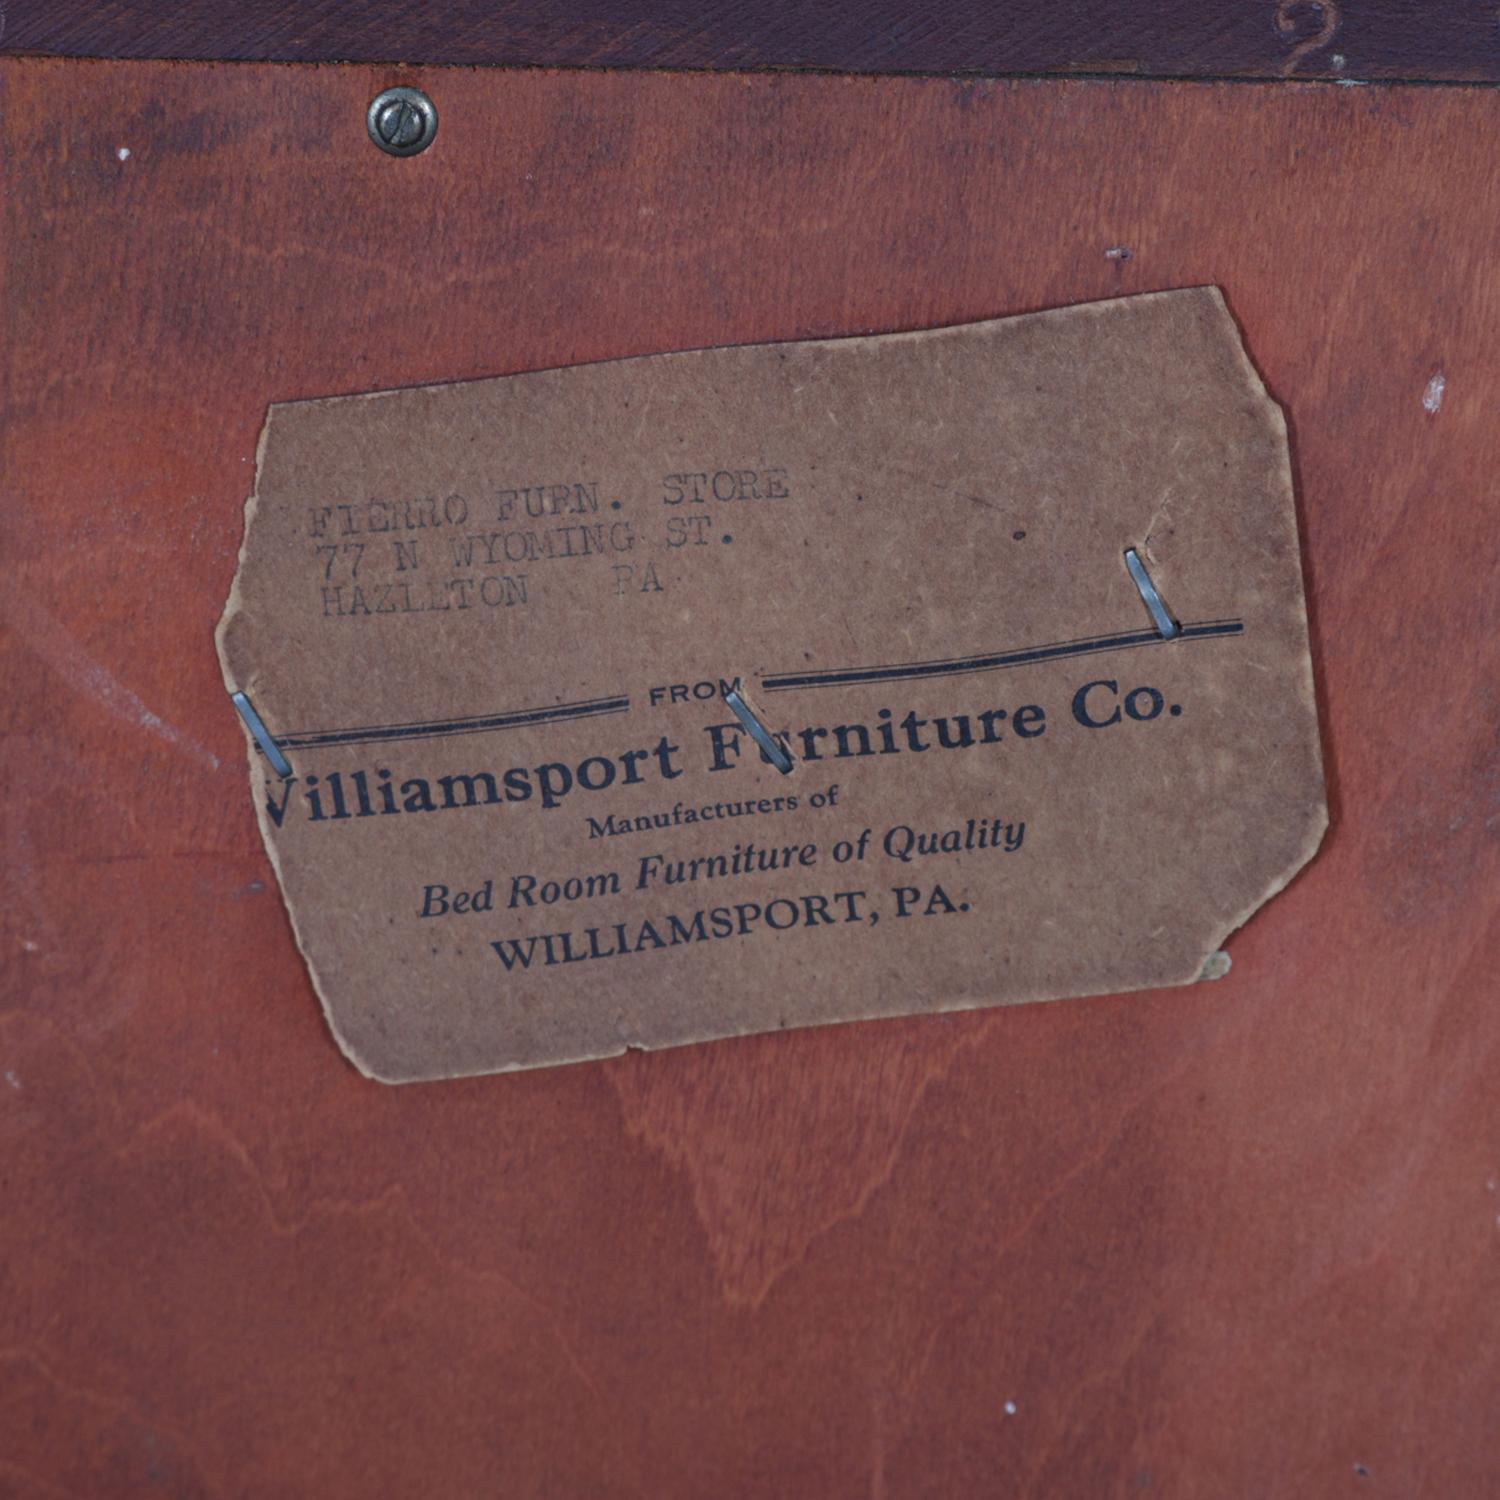 ?
FIERRO FURN. STORE
77 N WYOMING ST.
HAZLETON PA
FROM
Williamsport Furniture Co.
Manufacturers of
Bed Room Furniture of Quality
WILLIAMSPORT, PA.